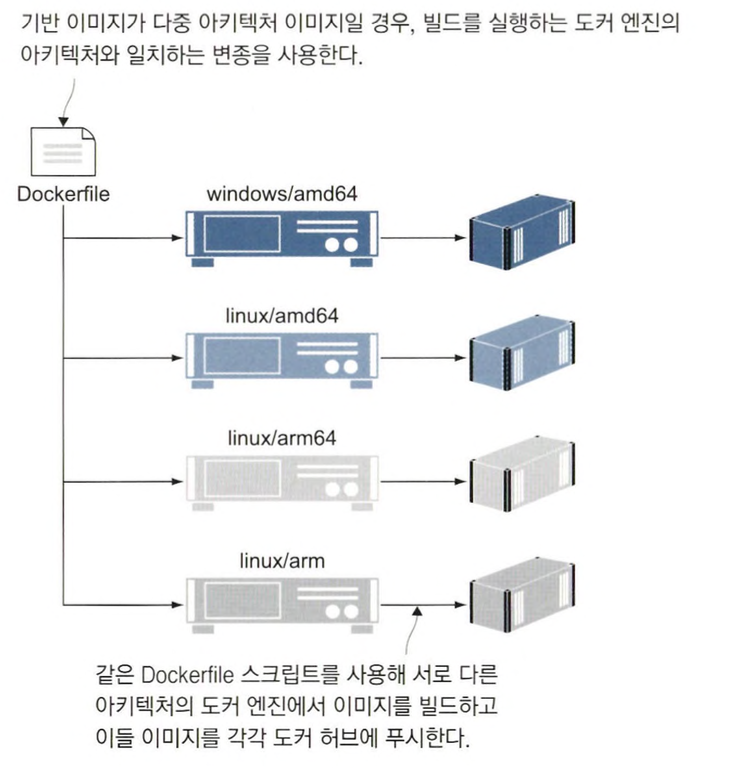 기반 이미지가 다중 아키텍처 이미지일 경우, 빌드를 실행하는 도커 엔진의
아키텍처와 일치하는 변종을 사용한다.
Dockerfile
windows/amd64
linux/amd64
linux/arm64
linux/arm
같은 Dockerfile 스크립트를 사용해 서로 다른
아키텍처의 도커 엔진에서 이미지를 빌드하고
이들 이미지를 각각 도커 허브에 푸시한다.